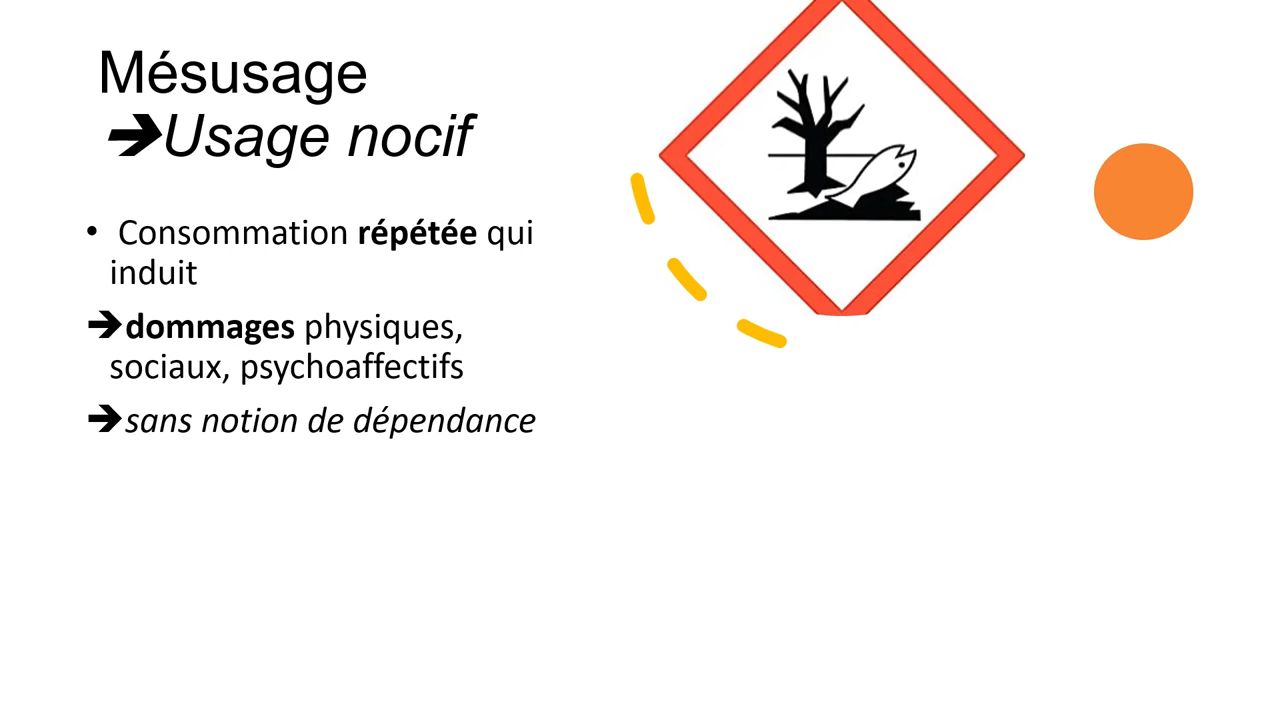 Mésusage
➔Usage nocif
• Consommation répétée qui
induit
➔dommages physiques,
sociaux, psychoaffectifs
➔sans notion de dépendance